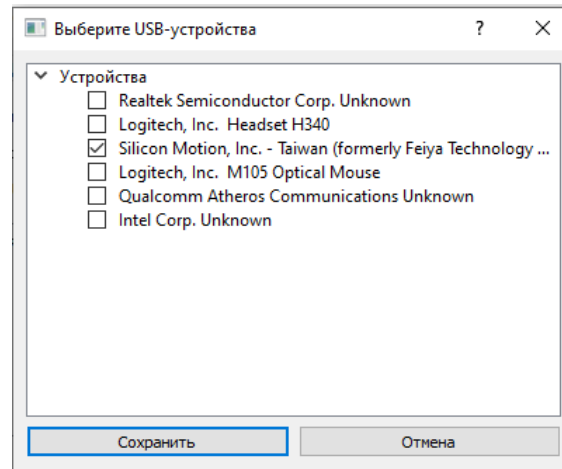 Выберите USB-устройства
Устройства
Realtek Semiconductor Corp. Unknown
Logitech, Inc.  Headset H340
Silicon Motion, Inc. - Taiwan (formerly Feiya Technology ...
Logitech, Inc.  M105 Optical Mouse
Qualcomm Atheros Communications Unknown
Intel Corp. Unknown
Сохранить Отмена